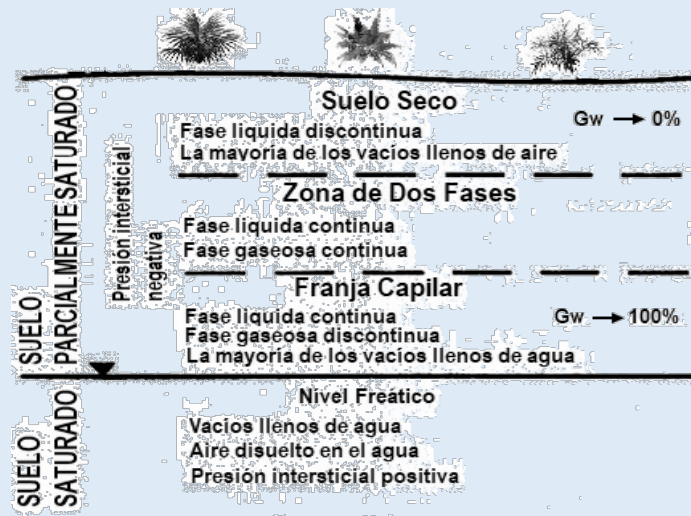 Suelo Seco
Gw → 0%
Fase liquida discontinua
La mayoria de los vacios llenos de aire
Zona de Dos Fases
Fase liquida continua
Fase gaseosa continua
Franja Capilar
Fase liquida continua
Gw → 100%
Fase gaseosa discontinua
La mayoria de los vacios llenos de agua
Presión intersticial
negativa
SUELO
PARCIALMENTE SATURADO
Nivel Freático
Vacios llenos de agua
Aire disuelto en el agua
Presión intersticial positiva
SUELO
SATURADO